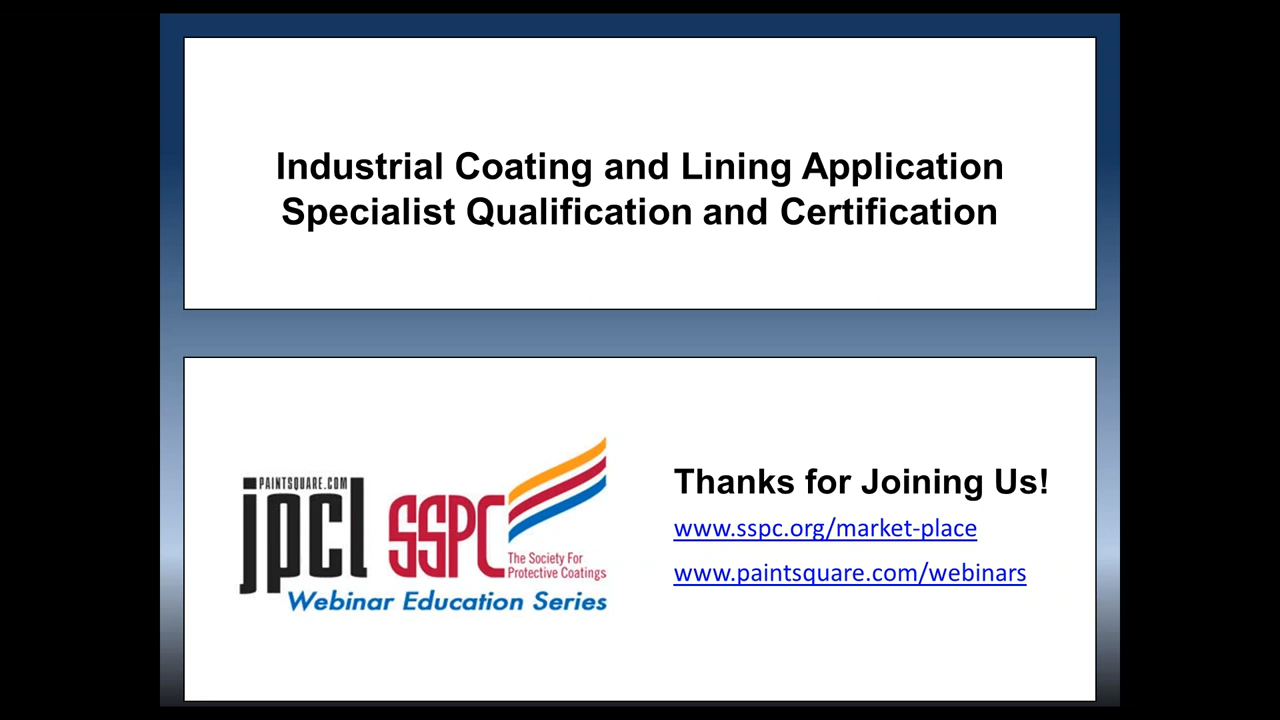 Industrial Coating and Lining Application
Specialist Qualification and Certification
PAINTSQUARE.COM
jpcl
SSPC
The Society For
Protective Coatings
Webinar Education Series
Thanks for Joining Us!
www.sspc.org/market-place
www.paintsquare.com/webinars